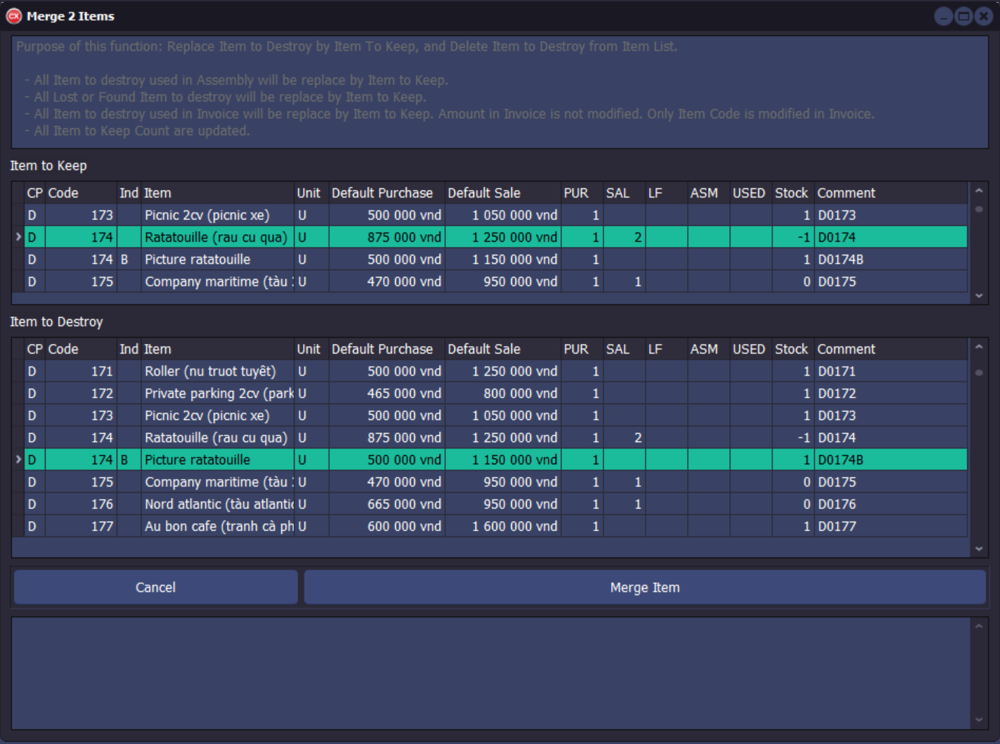 CX Merge 2 Items
Purpose of this function: Replace Item to Destroy by Item To Keep, and Delete Item to Destroy from Item List.
- All Item to destroy used in Assembly will be replace by Item to Keep.
- All Lost or Found Item to destroy will be replace by Item to Keep.
- All Item to destroy used in Invoice will be replace by Item to Keep. Amount in Invoice is not modified. Only Item Code is modified in Invoice.
- All Item to Keep Count are updated.
Item to Keep
CP Code Ind Item Unit Default Purchase Default Sale PUR SAL LF ASM USED Stock Comment
D 173 Picnic 2cv (picnic xe) U 500 000 vnd 1 050 000 vnd 1 1 D0173
D 174 Ratatouille (rau cu qua) U 875 000 vnd 1 250 000 vnd 1 2 -1 D0174
D 174 B Picture ratatouille U 500 000 vnd 1 150 000 vnd 1 1 D0174B
D 175 Company maritime (tàu U 470 000 vnd 950 000 vnd 1 1 0 D0175
Item to Destroy
CP Code Ind Item Unit Default Purchase Default Sale PUR SAL LF ASM USED Stock Comment
D 171 Roller (nu truot tuyêt) U 500 000 vnd 1 250 000 vnd 1 1 D0171
D 172 Private parking 2cv (park U 465 000 vnd 800 000 vnd 1 1 D0172
D 173 Picnic 2cv (picnic xe) U 500 000 vnd 1 050 000 vnd 1 1 D0173
D 174 Ratatouille (rau cu qua) U 875 000 vnd 1 250 000 vnd 1 2 -1 D0174
D 174 B Picture ratatouille U 500 000 vnd 1 150 000 vnd 1 1 D0174B
D 175 Company maritime (tàu U 470 000 vnd 950 000 vnd 1 1 0 D0175
D 176 Nord atlantic (tàu atlantic U 665 000 vnd 950 000 vnd 1 1 0 D0176
D 177 Au bon cafe (tranh cà ph U 600 000 vnd 1 600 000 vnd 1 1 D0177
Cancel Merge Item